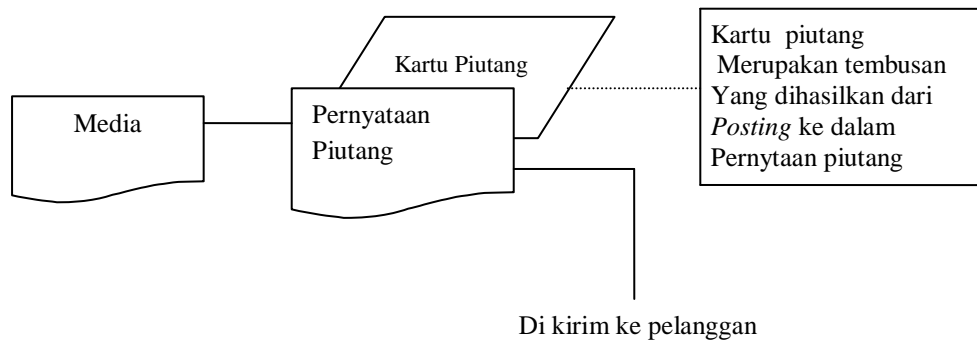 Media
Pernyataan
Piutang
Kartu Piutang
Kartu piutang
Merupakan tembusan
Yang dihasilkan dari
Posting ke dalam
Pernytaan piutang
Di kirim ke pelanggan